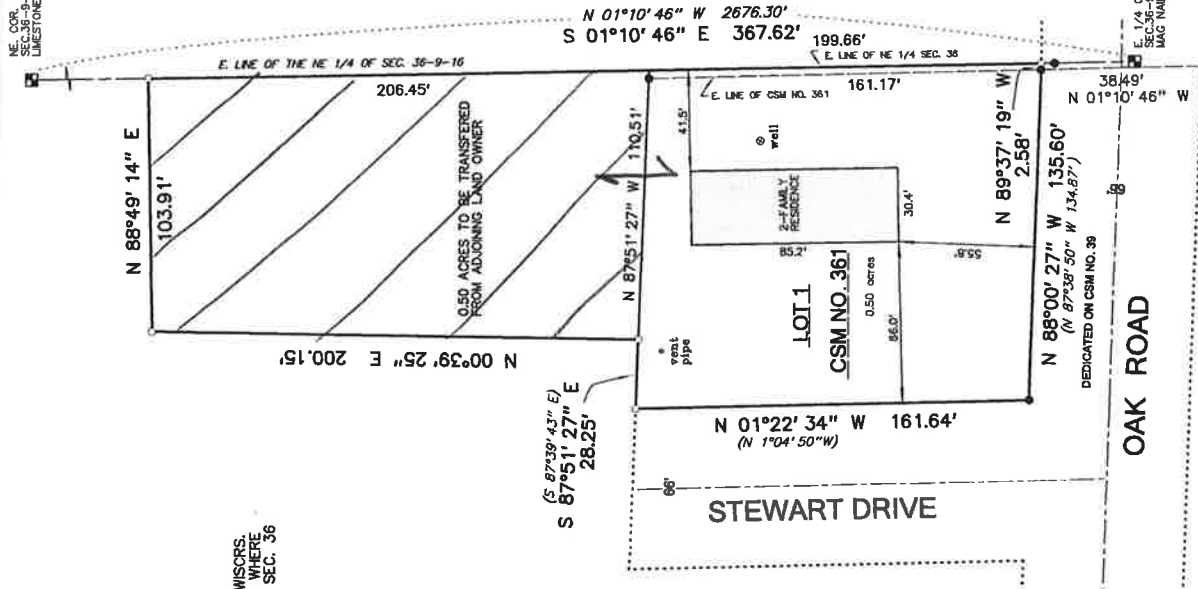 NE. COR.
SEC.36-9-
LIMESTONE
N 01°10' 46" W 2676.30'
S 01°10' 46" E 367.62'
199.66'
E. LINE OF NE 1/4 SEC. 36
E. LINE OF THE NE 1/4 OF SEC. 36-9-16
206.45'
E. LINE OF CSM NO. 361
161.17'
E. 1/4
MAG NAIL
38.49'
N 01°10' 46" W
N 88°49' 14" E
103.91'
0.50 ACRES TO BE TRANSFERED
FROM ADJOINING LAND OWNER
N 87°51' 27" W 110.51'
41.5'
well
2-FAMILY
RESIDENCE
30.4'
85.2'
55.8'
N 89°37' 19" W
2.58'
N 88°00' 27" W 135.60'
(N 87°38' 50" W 134.87')
DEDICATED ON CSM NO. 39
66'
OAK ROAD
LOT 1
CSM NO. 361
0.50 acres
86.0'
vent
pipe
N 00°39' 25" E 200.15'
(S 87°39' 43" E)
S 87°51' 27" E
28.25'
N 01°22' 34" W 161.64'
(N 1°04' 50"W)
66'
STEWART DRIVE
WISCRS.
WHERE
SEC. 36